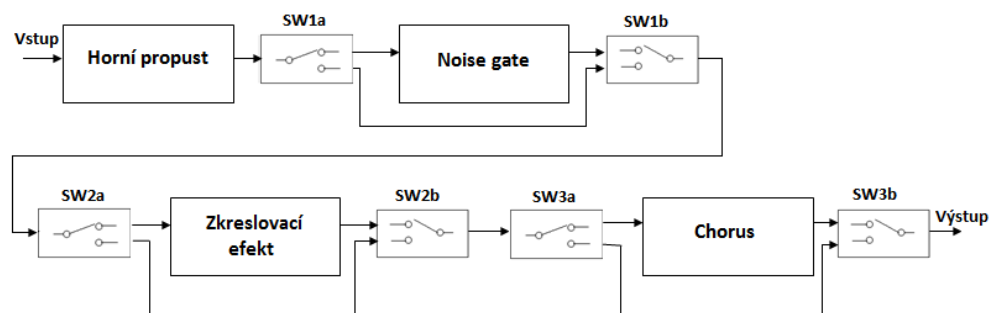 SW1a
SW1b
Vstup
Horní propust
Noise gate
SW2a
SW2b
SW3a
SW3b
Zkreslovací
efekt
Chorus
Výstup